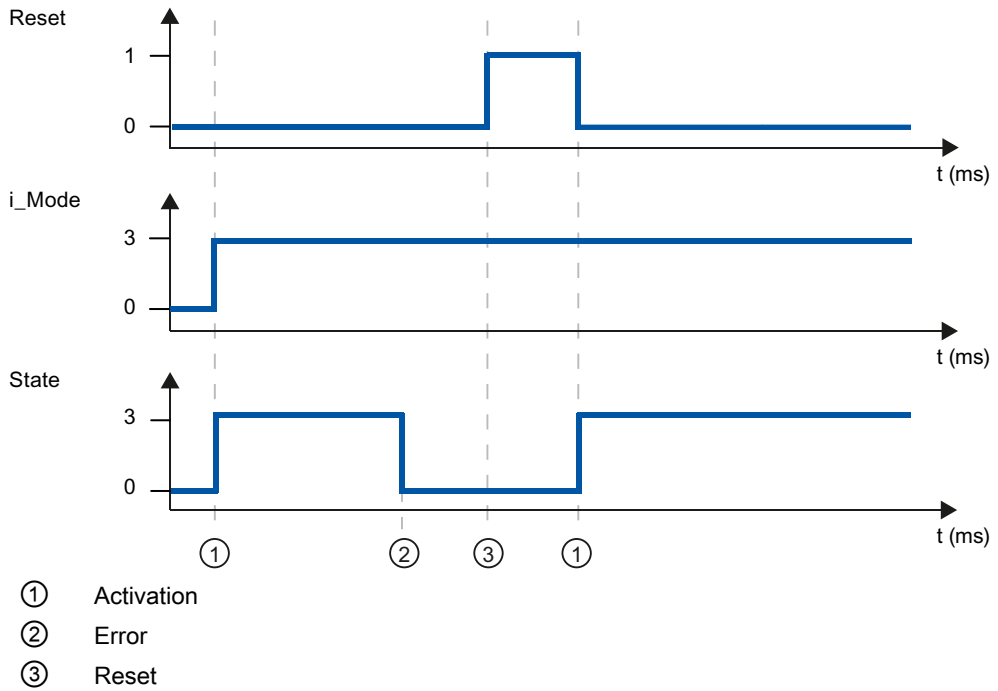 Reset
1
0
t (ms)
i_Mode
3
0
t (ms)
State
3
0
t (ms)
① ② ③ ①
① Activation
② Error
③ Reset